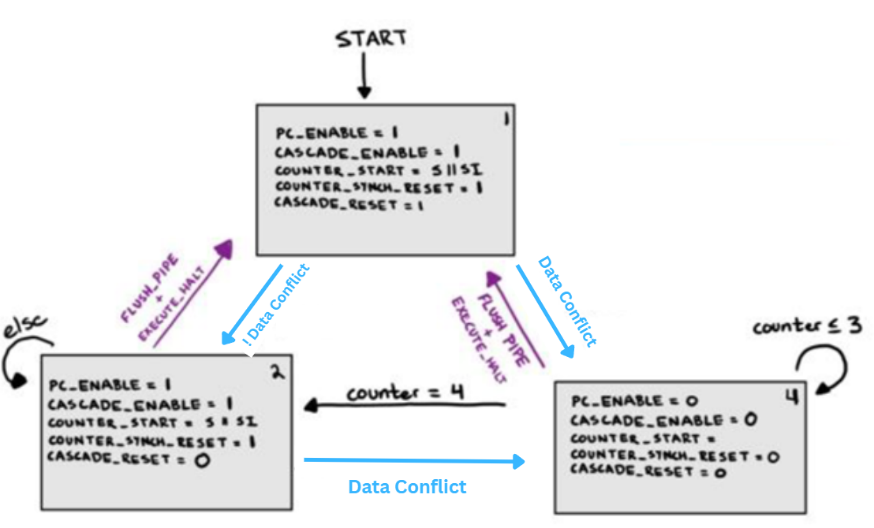 START
1
PC_ENABLE = 1
CASCADE_ENABLE = 1
COUNTER_START = S || SI
COUNTER_SYNCH_RESET = 1
CASCADE_RESET = 1
FLUSH_PIPE
+
EXECUTE_HALT
! Data Conflict
FLUSH PIPE
+
EXECUTE_HALT
Data Conflict
else
counter ≤ 3
2
PC_ENABLE = 1
CASCADE_ENABLE = 1
COUNTER_START = S || SI
COUNTER_SYNCH_RESET = 1
CASCADE_RESET = 0
counter = 4
4
PC_ENABLE = 0
CASCADE_ENABLE = 0
COUNTER_START =
COUNTER_SYNCH_RESET = 0
CASCADE_RESET = 0
Data Conflict